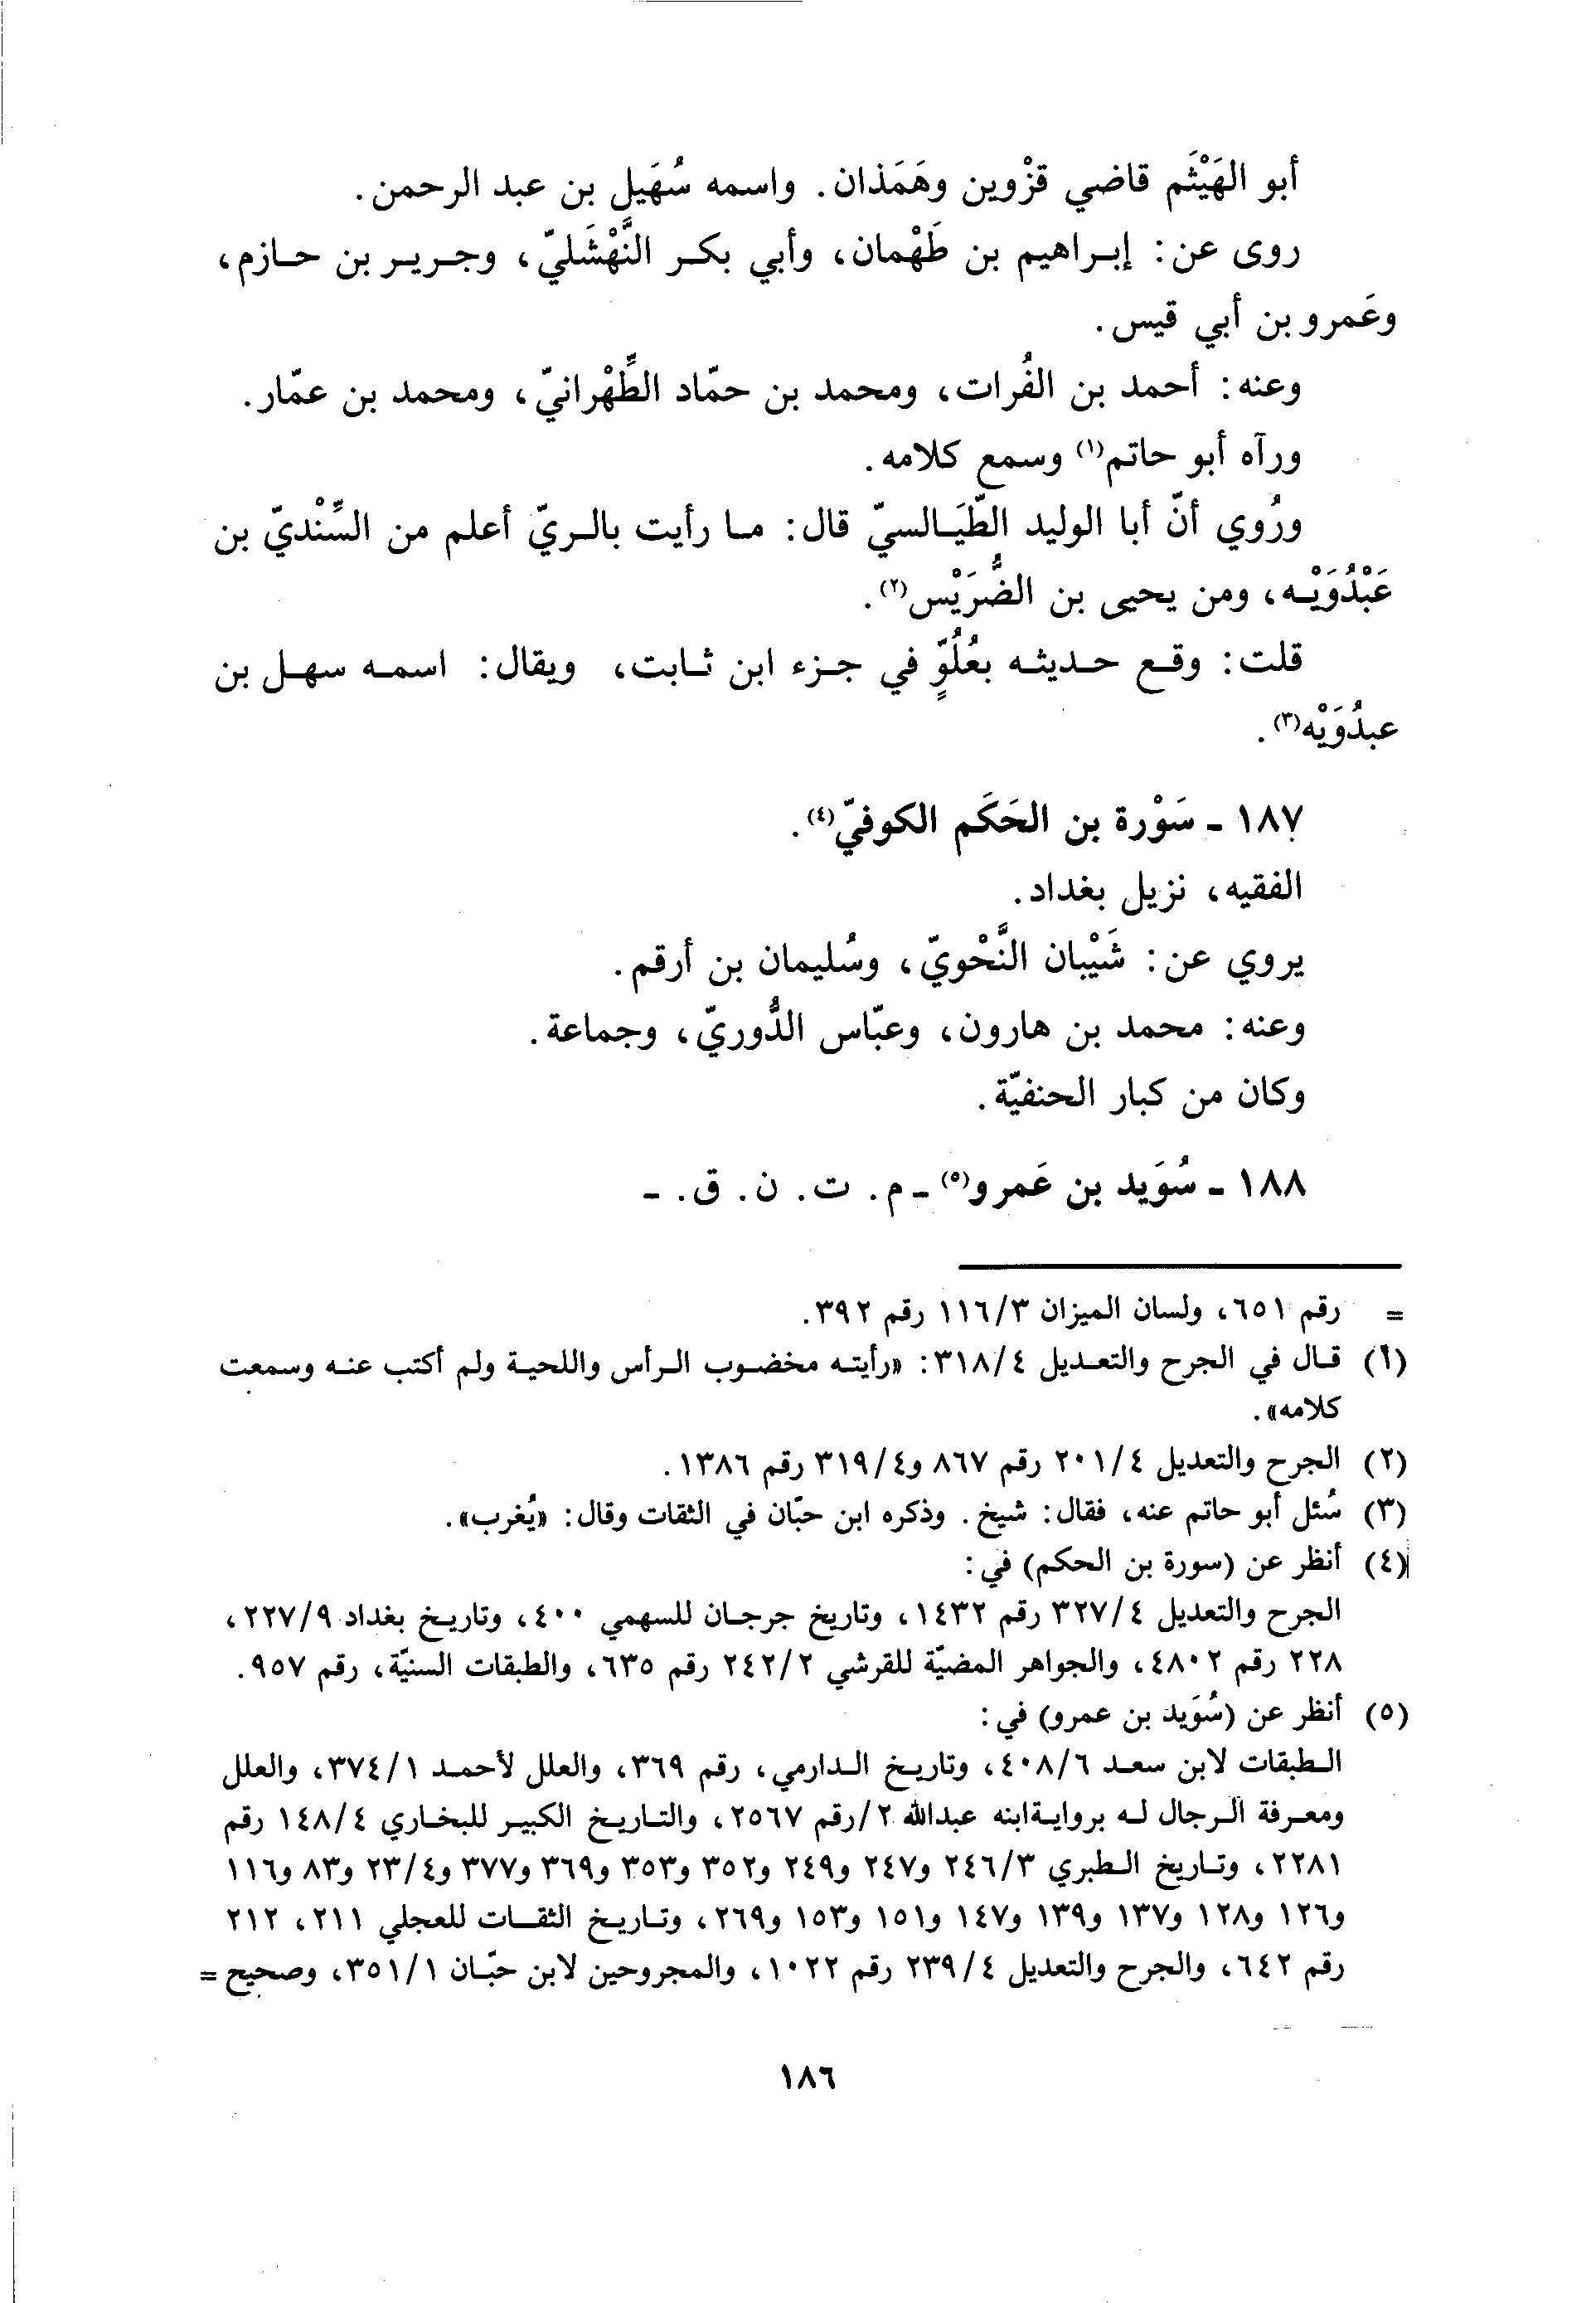 أبو الهَيْثَم قاضي قزْوين وهَمَذان. واسمه سُهَيل بن عبد الرحمن.
روى عن: إبراهيم بن طَهْمان، وأبي بكر النَّهْشَليّ، وجرير بن حازم،
وعَمرو بن أبي قيس.
وعنه: أحمد بن الفُرات، ومحمد بن حمّاد الطِّهْرانيّ، ومحمد بن عمّار.
ورآه أبو حاتم(١) وسمع كلامه.
ورُوي أنّ أبا الوليد الطَّيَالسيّ قال: ما رأيت بالريّ أعلم من السِّنْديّ بن
عَبْدُوَيْه، ومن يحيى بن الضُّرَيْس(٢).
قلت: وقع حديثه بعُلُوٍّ في جزء ابن ثابت، ويقال: اسمه سهل بن
عبدُوَيْه(٣).
١٨٧ - سَوْرة بن الحَكَم الكوفيّ(٤).
الفقيه، نزيل بغداد.
يروي عن: شَيْبان النَّحْويّ، وسُليمان بن أرقم.
وعنه: محمد بن هارون، وعبّاس الدُّوريّ، وجماعة.
وكان من كبار الحنفيّة.
١٨٨ - سُوَيد بن عَمرو(٥) - م. ت. ن. ق. -
= رقم ٦٥١، ولسان الميزان ١١٦/٣ رقم ٣٩٢.
(١) قال في الجرح والتعديل ٣١٨/٤: «رأيته مخضوب الرأس واللحية ولم أكتب عنه وسمعت
كلامه».
(٢) الجرح والتعديل ٢٠١/٤ رقم ٨٦٧ و٣١٩/٤ رقم ١٣٨٦.
(٣) سُئل أبو حاتم عنه، فقال: شيخ. وذكره ابن حبّان في الثقات وقال: «يُغرب».
(٤) أنظر عن (سورة بن الحكم) في:
الجرح والتعديل ٣٢٧/٤ رقم ١٤٣٢، وتاريخ جرجان للسهمي ٤٠٠، وتاريخ بغداد ٢٢٧/٩،
٢٢٨ رقم ٤٨٠٢، والجواهر المضيّة للقرشي ٢٤٢/٢ رقم ٦٣٥، والطبقات السنيّة، رقم ٩٥٧.
(٥) أنظر عن (سُوَيد بن عمرو) في:
الطبقات لابن سعد ٤٠٨/٦، وتاريخ الدارمي، رقم ٣٦٩، والعلل لأحمد ٣٧٤/١، والعلل
ومعرفة الرجال له برواية ابنه عبدالله ٢/رقم ٢٥٦٧، والتاريخ الكبير للبخاري ١٤٨/٤ رقم
٢٢٨١، وتاريخ الطبري ٢٤٦/٣ و٢٤٧ و٢٤٩ و٣٥٢ و٣٥٣ و٣٦٩ و٣٧٧ و٢٣/٤ و٨٣ و١١٦
و١٢٦ و١٢٨ و١٣٧ و١٣٩ و١٤٧ و١٥١ و١٥٣ و٢٦٩، وتاريخ الثقات للعجلي ٢١١، ٢١٢
رقم ٦٤٢، والجرح والتعديل ٢٣٩/٤ رقم ١٠٢٢، والمجروحين لابن حبّان ٣٥١/١، وصحيح =
١٨٦